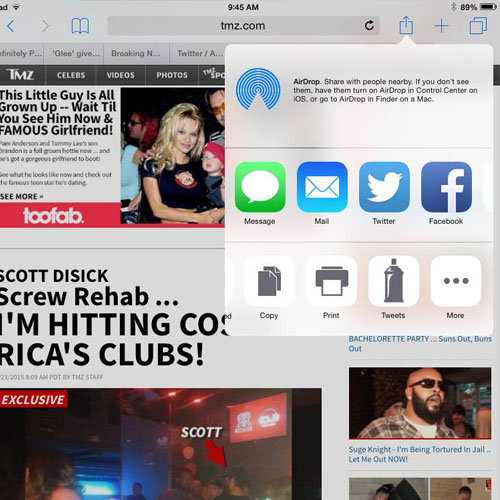 ad
9:45 AM
89%
tmz.com
nfinitely P...
'Glee' give...
Breaking N...
Twitter / A...
TMZ
CELEBS
VIDEOS
PHOTOS
TMZ SPO
This Little Guy Is All
Grown Up -- Wait Til
You See Him Now &
FAMOUS Girlfriend!
Pam Anderson and Tommy Lee's son
Brandon is a full grown hottie now ... and
he's got a gorgeous girlfriend to boot!
See what he looks like now and check out
the famous teen star he's dating.
SEE MORE »
toofab.
AirDrop. Share with people nearby. If you don't see
them, have them turn on AirDrop in Control Center on
iOS, or go to AirDrop in Finder on a Mac.
Message
Mail
Twitter
Facebook
ed
Copy
Print
Tweets
More
SCOTT DISICK
Screw Rehab ...
I'M HITTING COS
RICA'S CLUBS!
/23/2015 8:09 AM PDT BY TMZ STAFF
EXCLUSIVE
SCOTT
BACHELORETTE PARTY ... Suns Out, Buns
Out
Suge Knight - I'm Being Tortured In Jail ..
Let Me Out NOW!